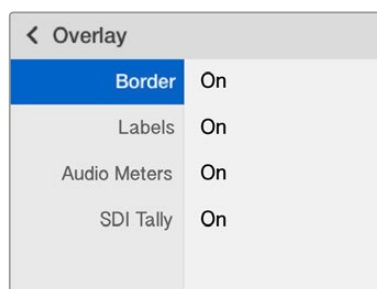 Overlay
Border On
Labels On
Audio Meters On
SDI Tally On